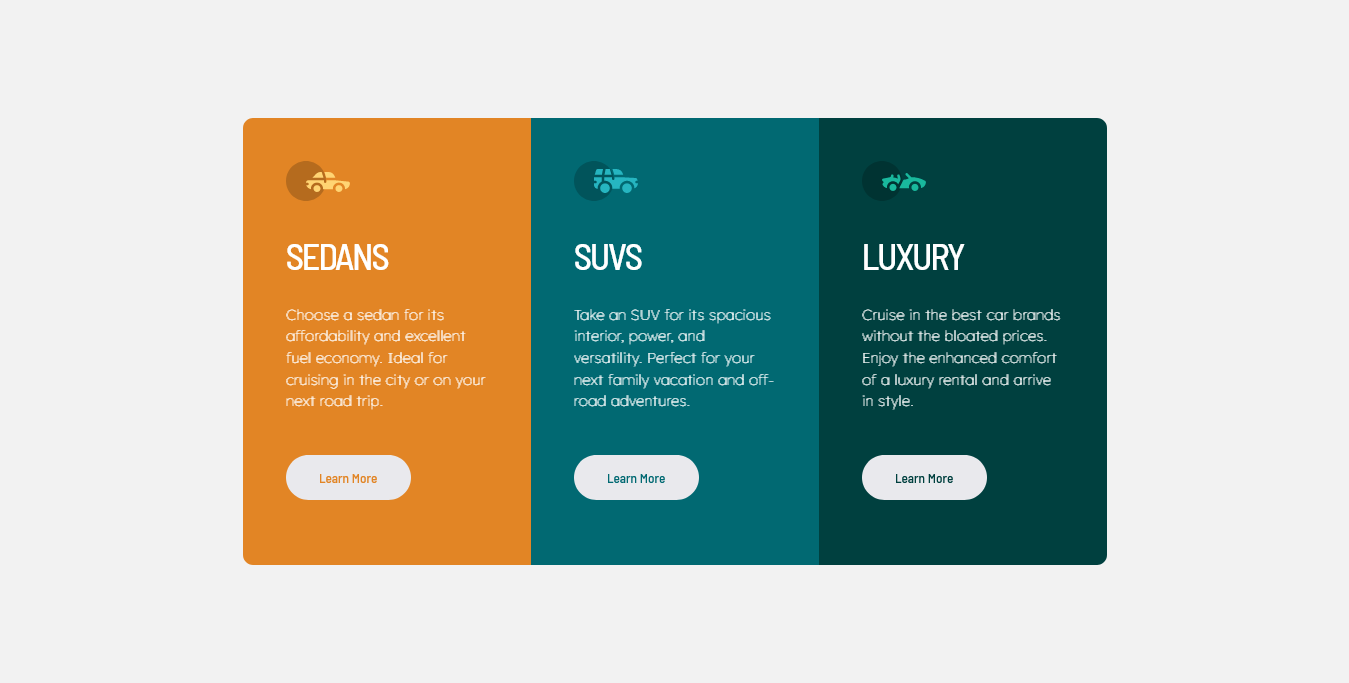 SEDANS
Choose a sedan for its
affordability and excellent
fuel economy. Ideal for
cruising in the city or on your
next road trip.
Learn More
SUVS
Take an SUV for its spacious
interior, power, and
versatility. Perfect for your
next family vacation and off-
road adventures.
Learn More
LUXURY
Cruise in the best car brands
without the bloated prices.
Enjoy the enhanced comfort
of a luxury rental and arrive
in style.
Learn More